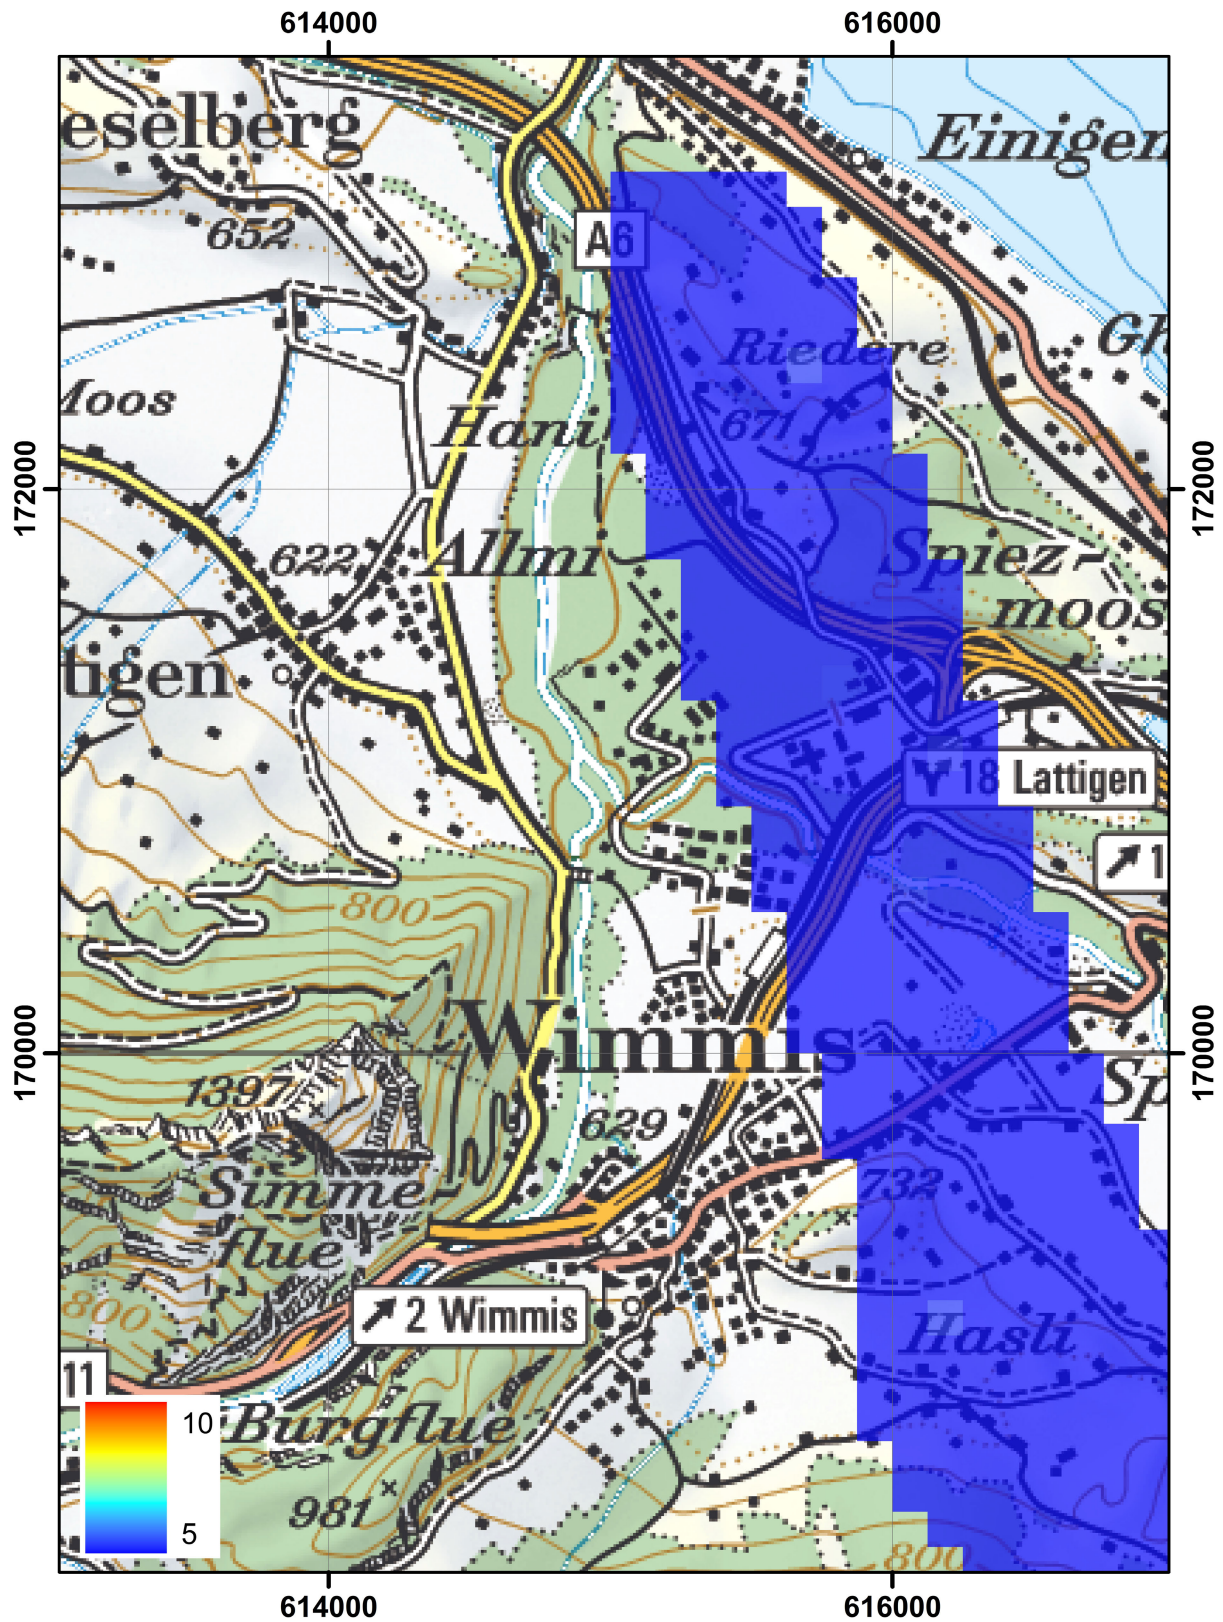 614000 616000
eselberg
Einigen
652
A6
Gh
Riedere
Moos
671
Hani
172000 172000
622
Allmi
Spiez-
moos
tigen
18 Lattigen
1
800
170000 170000
Wimmis
Sp
1397
629
Simme-
flue
732
800
2 Wimmis
Hasli
11
10
Burgflue
981
5
800
614000 616000